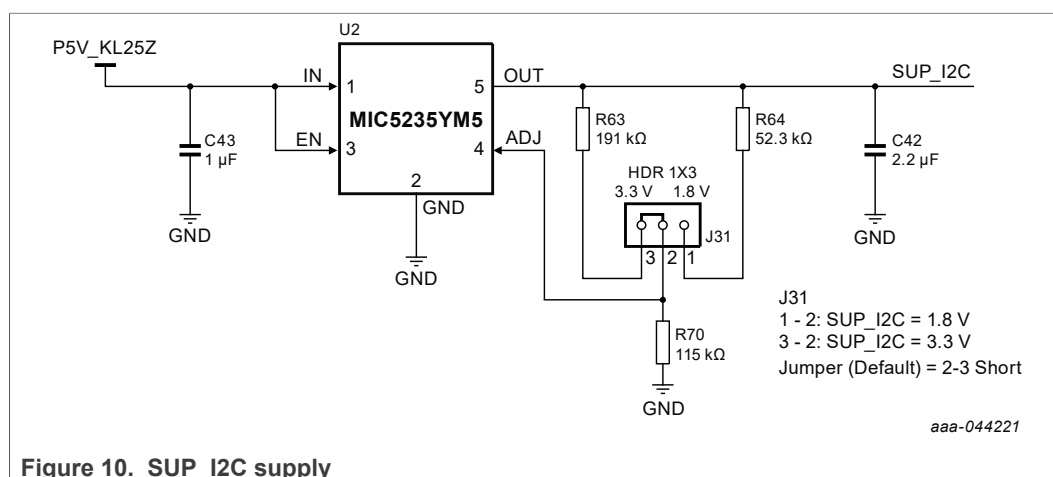 U2
P5V_KL25Z
IN
1
5
OUT
SUP_I2C
MIC5235YM5
EN
3
4
ADJ
2
GND
C43
1 µF
GND
GND
R63
191 kΩ
R64
52.3 kΩ
C42
2.2 µF
GND
HDR 1X3
3.3 V 1.8 V
J31
3 2 1
R70
115 kΩ
GND
J31
1 - 2: SUP_I2C = 1.8 V
3 - 2: SUP_I2C = 3.3 V
Jumper (Default) = 2-3 Short
aaa-044221
Figure 10. SUP_I2C supply